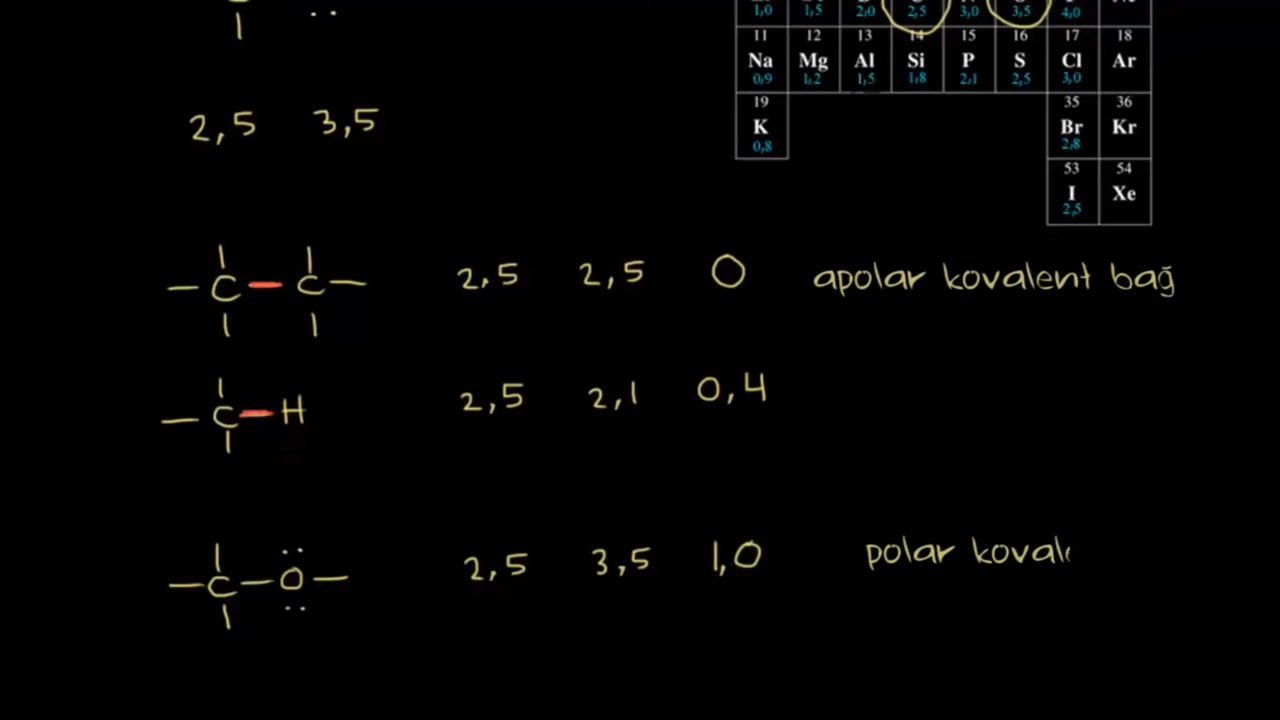 2,5 3,5
1,0 1,5 2,0 2,5 3,0 3,5 4,0
11 12 13 14 15 16 17 18
Na Mg Al Si P S Cl Ar
0,9 1,2 1,5 1,8 2,1 2,5 3,0
19 35 36
K Br Kr
0,8 2,8
53 54
I Xe
2,5
C C 2,5 2,5 0 apolar kovalent bağ
C H 2,5 2,1 0,4
C O 2,5 3,5 1,0 polar koval